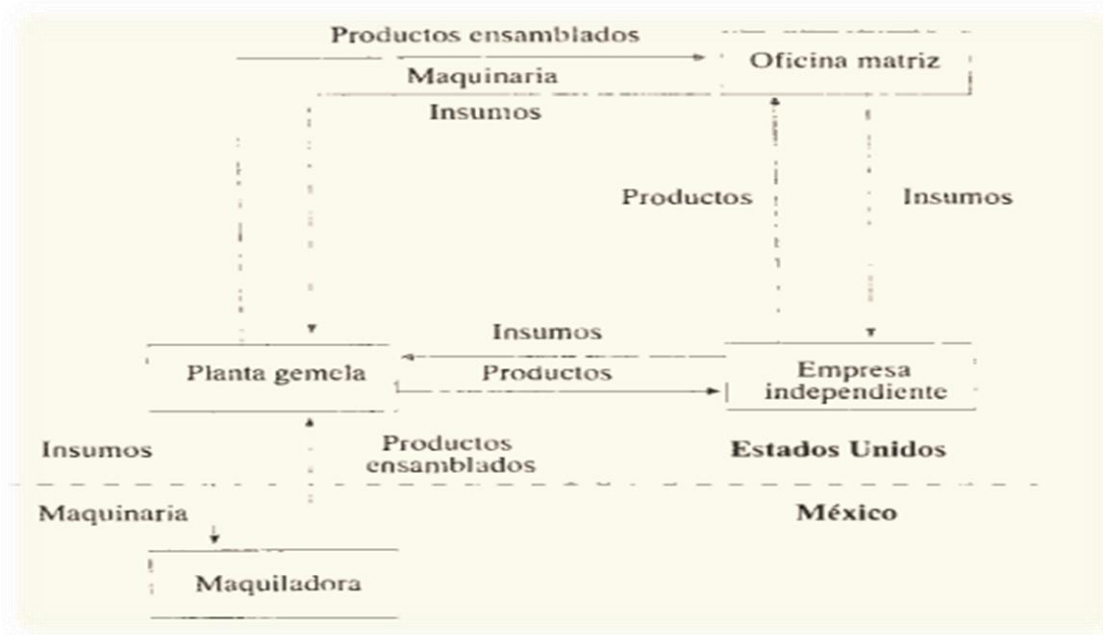 Productos ensamblados
Oficina matriz
Maquinaria
Insumos
Productos
Insumos
Insumos
Planta gemela
Productos
Empresa
independiente
Insumos
Productos
ensamblados
Estados Unidos
Maquinaria
México
Maquiladora